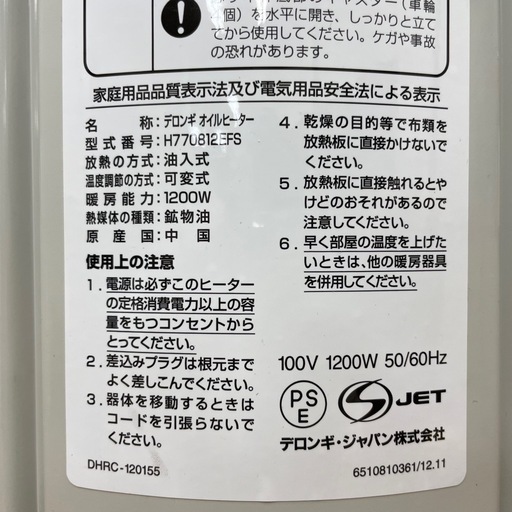 個）を水平に開き、しっかりと立て
てから使用してください。ケガや事故
の恐れがあります。
家庭用品品質表示法及び電気用品安全法による表示
名称：デロンギ オイルヒーター
型式番号：H770812EFS
放熱の方式：油入式
温度調節の方式：可変式
暖房能力：1200W
熱媒体の種類：鉱物油
原産国：中国
使用上の注意
1．電源は必ずこのヒーター
の定格消費電力以上の容
量をもつコンセントから
とってください。
2．差込みプラグは根元まで
よく差しこんでください。
3．器体を移動するときは
コードを引張らないで
ください。
4．乾燥の目的等で布類を
放熱板に直接かけないで
ください。
5．放熱板に直接触れるとや
けどのおそれがあるので
注意してください。
6．早く部屋の温度を上げた
いときは、他の暖房器具
を併用してください。
100V 1200W 50/60Hz
PS
E
S JET
デロンギ・ジャパン株式会社
DHRC-120155
6510810361/12.11